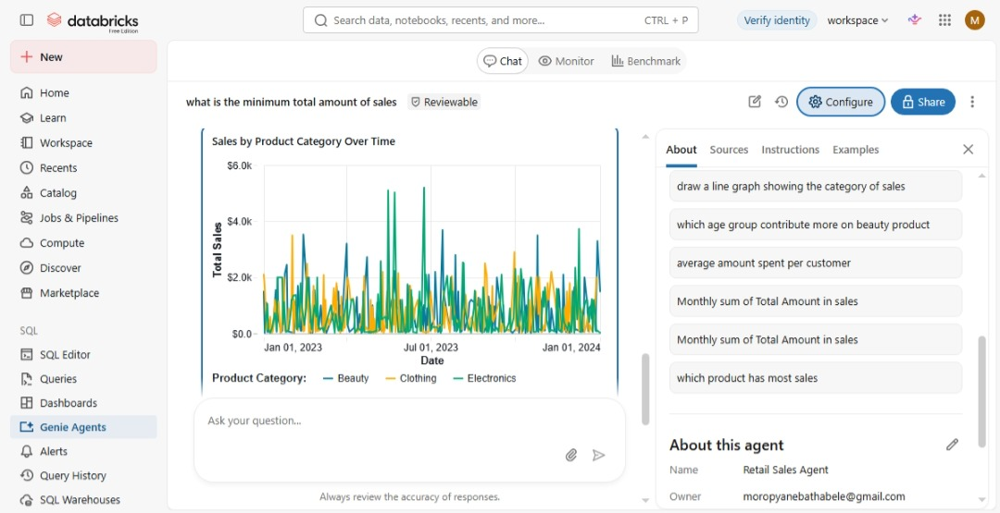 databricks
Free Edition
Search data, notebooks, recents, and more...
CTRL + P
Verify identity
workspace
M
New
Home
Learn
Workspace
Recents
Catalog
Jobs & Pipelines
Compute
Discover
Marketplace
SQL
SQL Editor
Queries
Dashboards
Genie Agents
Alerts
Query History
SQL Warehouses
Chat
Monitor
Benchmark
what is the minimum total amount of sales
Reviewable
Configure
Share
Sales by Product Category Over Time
Total Sales
$6.0k
$4.0k
$2.0k
$0.0
Jan 01, 2023
Jul 01, 2023
Jan 01, 2024
Date
Product Category:
Beauty
Clothing
Electronics
Ask your question...
Always review the accuracy of responses.
About
Sources
Instructions
Examples
draw a line graph showing the category of sales
which age group contribute more on beauty product
average amount spent per customer
Monthly sum of Total Amount in sales
Monthly sum of Total Amount in sales
which product has most sales
About this agent
Name
Retail Sales Agent
Owner
moropyanebathabele@gmail.com